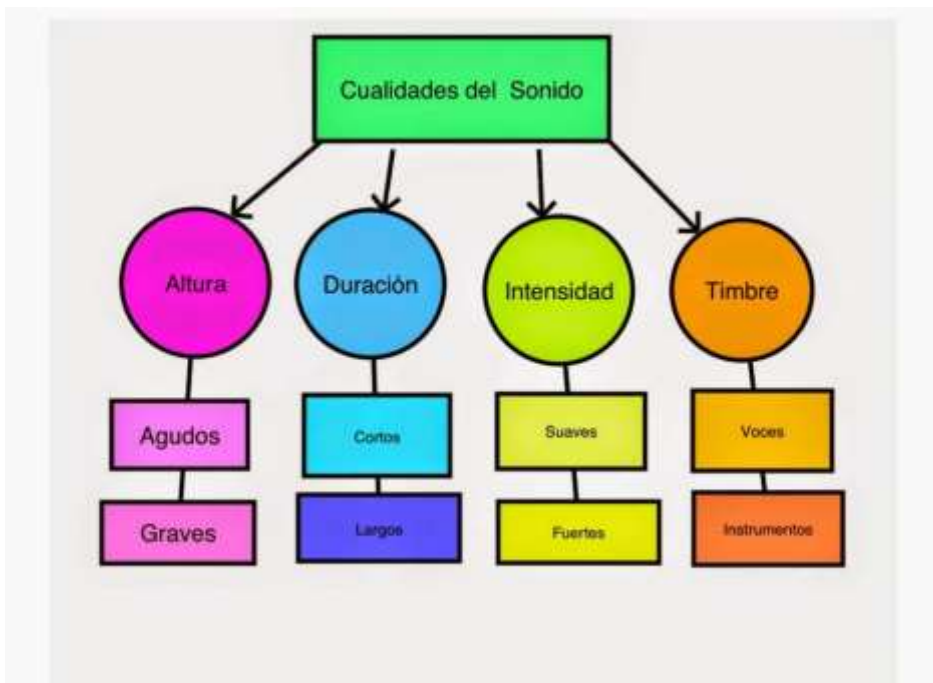 Cualidades del Sonido
Altura
Duración
Intensidad
Timbre
Agudos
Cortos
Suaves
Voces
Graves
Largos
Fuertes
Instrumentos